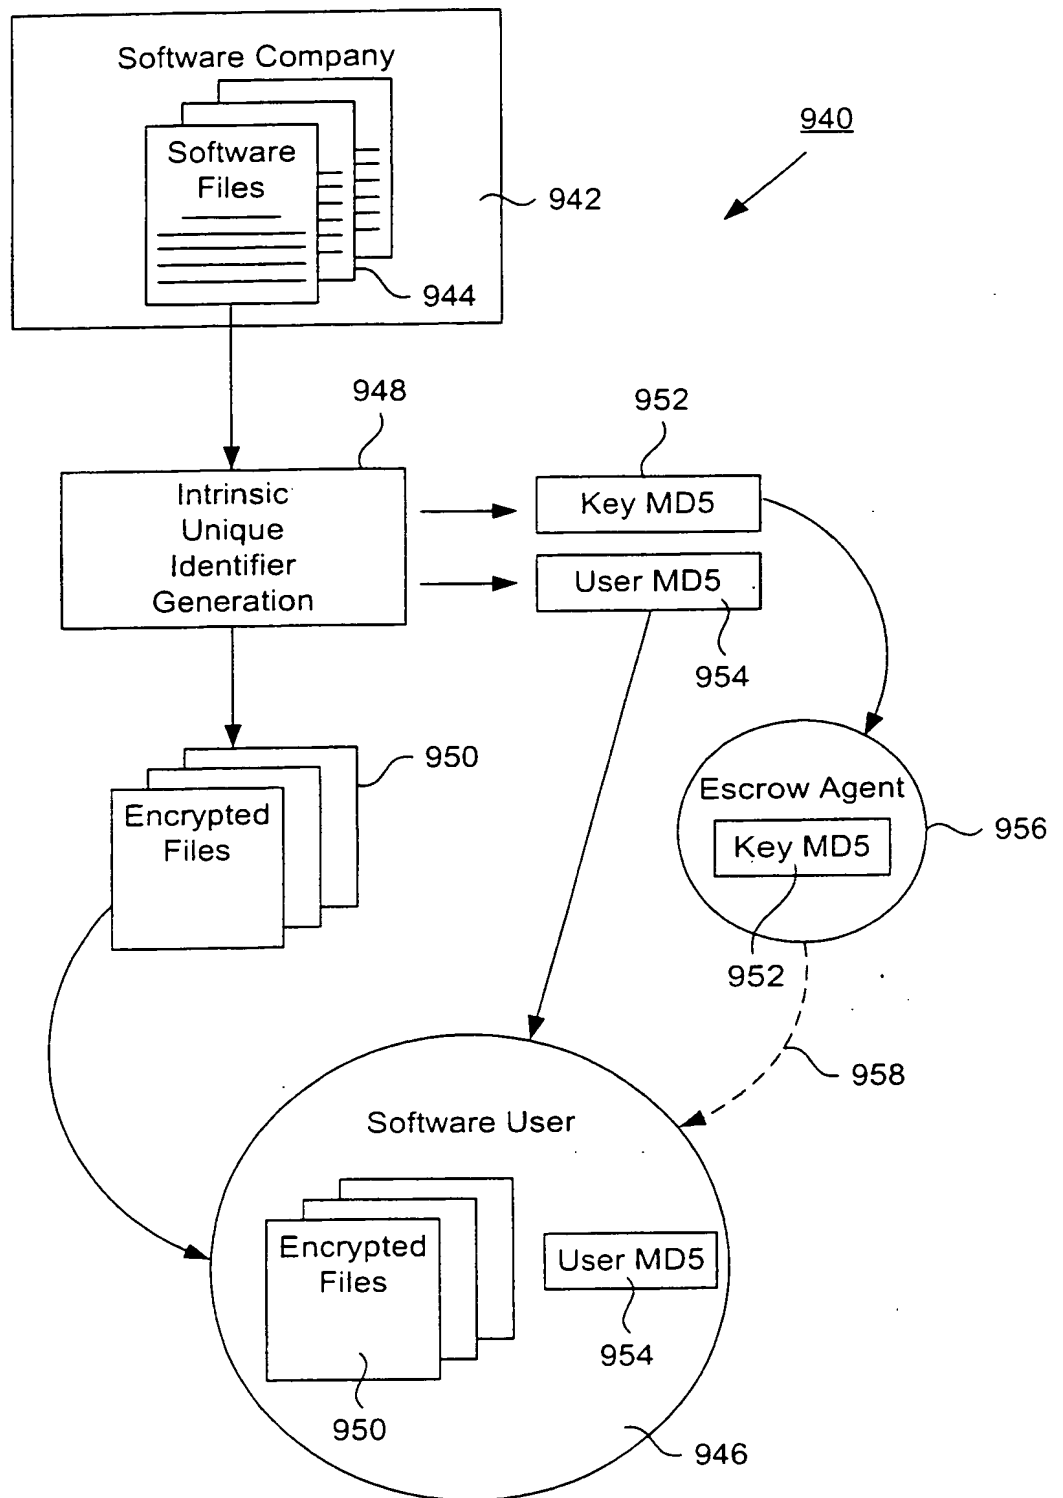 Software Company
Software
Files
940
942
944
948
952
Intrinsic
Unique
Identifier
Generation
Key MD5
User MD5
954
950
Encrypted
Files
Escrow Agent
Key MD5
956
952
958
Software User
Encrypted
Files
User MD5
954
950
946